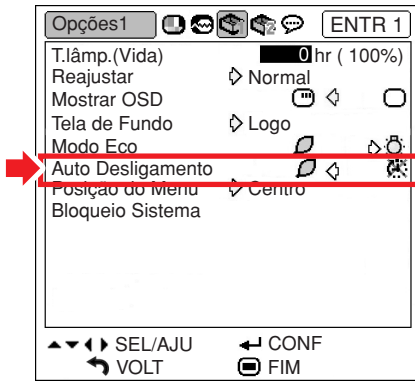 Opções1 ENTR 1
T.lâmp.(Vida) 0 hr ( 100%)
Reajustar Normal
Mostrar OSD
Tela de Fundo Logo
Modo Eco
Auto Desligamento
Posição do Menu Centro
Bloqueio Sistema
SEL/AJU CONF
VOLT FIM